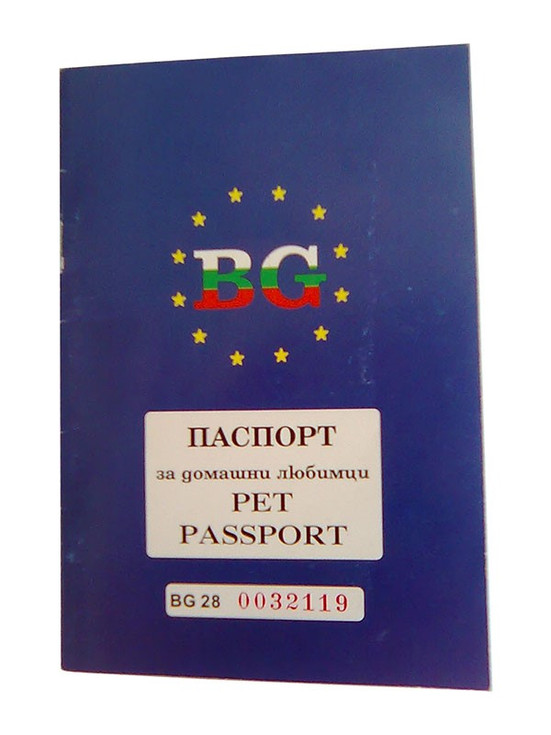 BG
ПАСПОРТ
за домашни любимци
PET
PASSPORT
BG 28 0032119